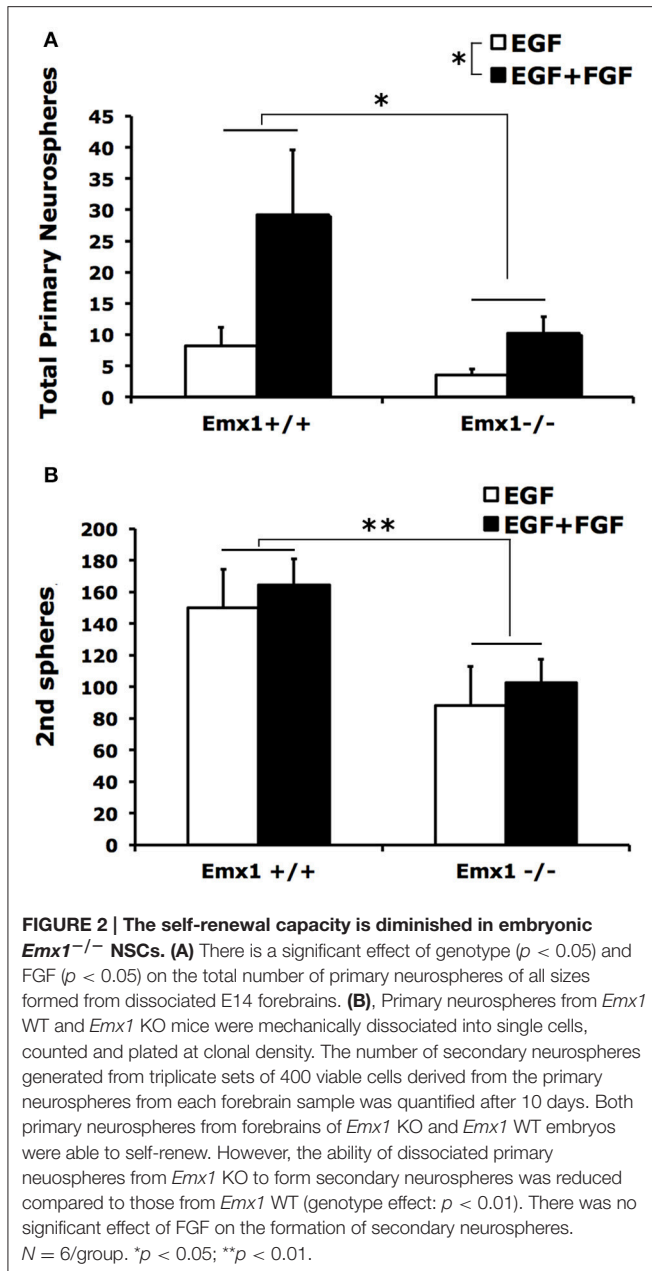 A
EGF
* EGF+FGF
*
Total Primary Neurospheres
45
40
35
30
25
20
15
10
5
0
Emx1+/+ Emx1-/-
B
EGF
EGF+FGF
**
2nd spheres
200
180
160
140
120
100
80
60
40
20
0
Emx1 +/+ Emx1 -/-
FIGURE 2 | The self-renewal capacity is diminished in embryonic
Emx1−/− NSCs. (A) There is a significant effect of genotype (p < 0.05) and
FGF (p < 0.05) on the total number of primary neurospheres of all sizes
formed from dissociated E14 forebrains. (B), Primary neurospheres from Emx1
WT and Emx1 KO mice were mechanically dissociated into single cells,
counted and plated at clonal density. The number of secondary neurospheres
generated from triplicate sets of 400 viable cells derived from the primary
neurospheres from each forebrain sample was quantified after 10 days. Both
primary neurospheres from forebrains of Emx1 KO and Emx1 WT embryos
were able to self-renew. However, the ability of dissociated primary
neuospheres from Emx1 KO to form secondary neurospheres was reduced
compared to those from Emx1 WT (genotype effect: p < 0.01). There was no
significant effect of FGF on the formation of secondary neurospheres.
N = 6/group. *p < 0.05; **p < 0.01.